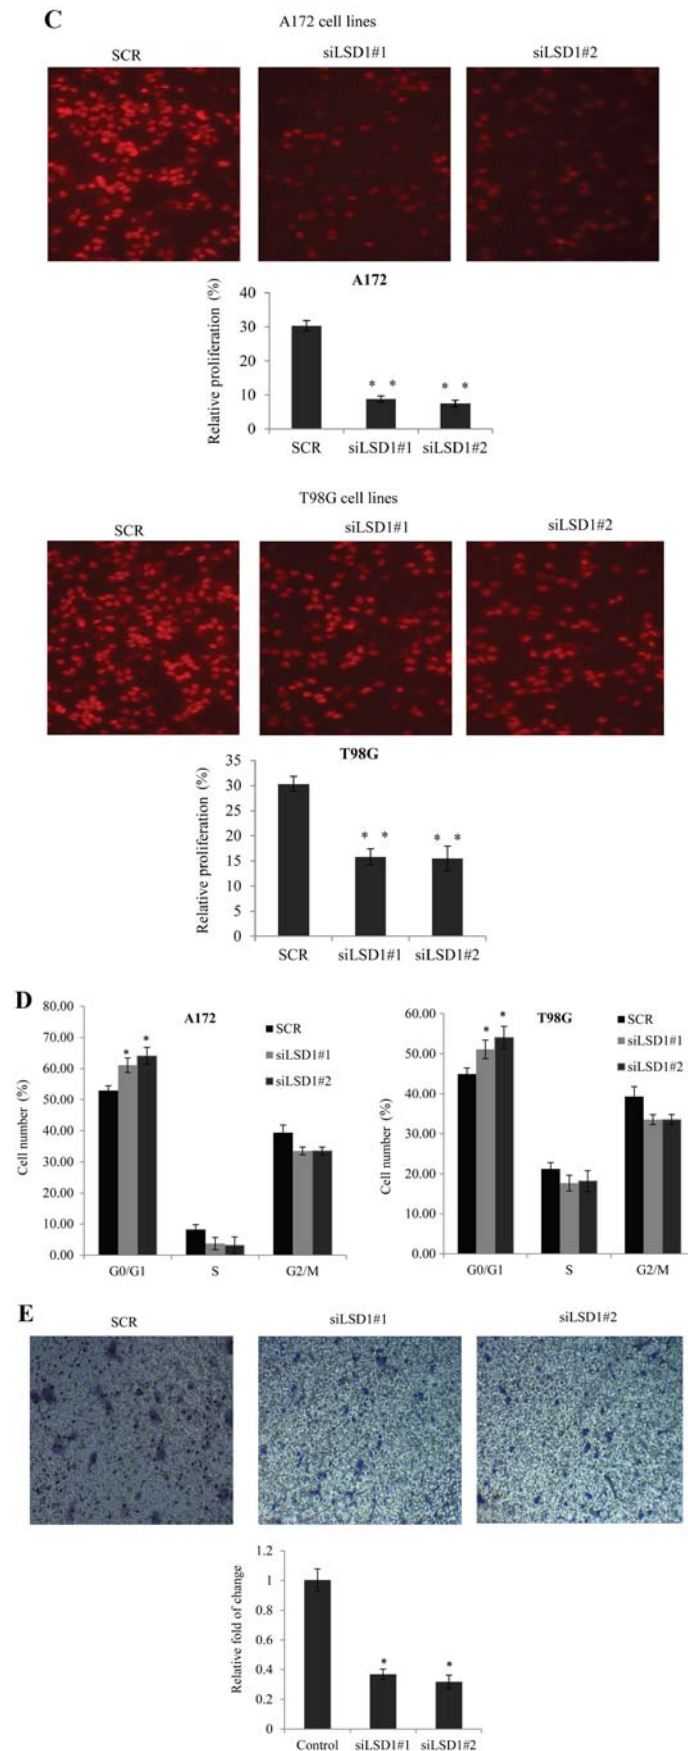 C
A172 cell lines
SCR siLSD1#1 siLSD1#2
A172
Relative proliferation (%)
40
30
20
10
0
* * * *
SCR siLSD1#1 siLSD1#2
T98G cell lines
SCR siLSD1#1 siLSD1#2
T98G
Relative proliferation (%)
35
30
25
20
15
10
5
0
* * * *
SCR siLSD1#1 siLSD1#2
D
A172
Cell number (%)
80.00
70.00
60.00
50.00
40.00
30.00
20.00
10.00
0.00
* *
SCR
siLSD1#1
siLSD1#2
G0/G1 S G2/M
T98G
Cell number (%)
60.00
50.00
40.00
30.00
20.00
10.00
0.00
* *
SCR
siLSD1#1
siLSD1#2
G0/G1 S G2/M
E
SCR siLSD1#1 siLSD1#2
Relative fold of change
1.2
1
0.8
0.6
0.4
0.2
0
* *
Control siLSD1#1 siLSD1#2